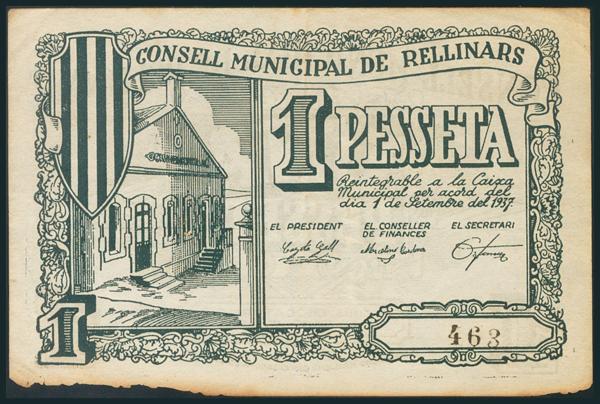 CONSELL MUNICIPAL DE RELLINARS
1 PESSETA
Reintegrable a la Caixa
Municipal per acord del
dia 1 de Setembre del 1937.
EL PRESIDENT EL CONSELLER DE FINANCES EL SECRETARI
1
463